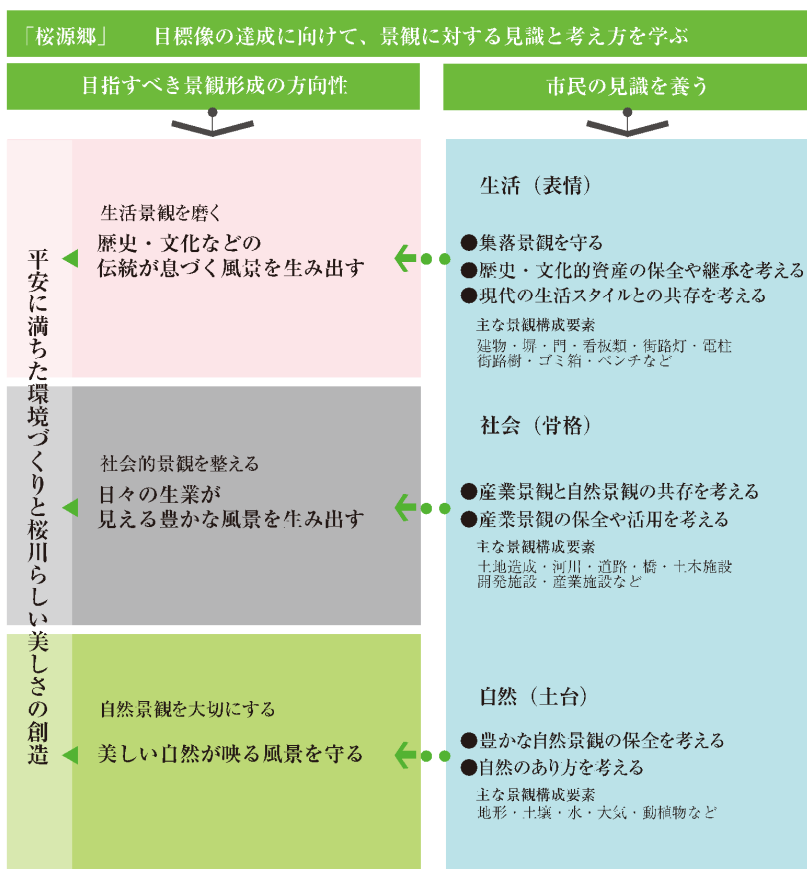 「桜源郷」　目標像の達成に向けて、景観に対する見識と考え方を学ぶ
目指すべき景観形成の方向性
市民の見識を養う
平安に満ちた環境づくりと桜川らしい美しさの創造
生活景観を磨く
歴史・文化などの
伝統が息づく風景を生み出す
生活（表情）
●集落景観を守る
●歴史・文化的資産の保全や継承を考える
●現代の生活スタイルとの共存を考える
主な景観構成要素
建物・塀・門・看板類・街路灯・電柱
街路樹・ゴミ箱・ベンチなど
社会的景観を整える
日々の生業が
見える豊かな風景を生み出す
社会（骨格）
●産業景観と自然景観の共存を考える
●産業景観の保全や活用を考える
主な景観構成要素
土地造成・河川・道路・橋・土木施設
開発施設・産業施設など
自然景観を大切にする
美しい自然が映る風景を守る
自然（土台）
●豊かな自然景観の保全を考える
●自然のあり方を考える
主な景観構成要素
地形・土壌・水・大気・動植物など